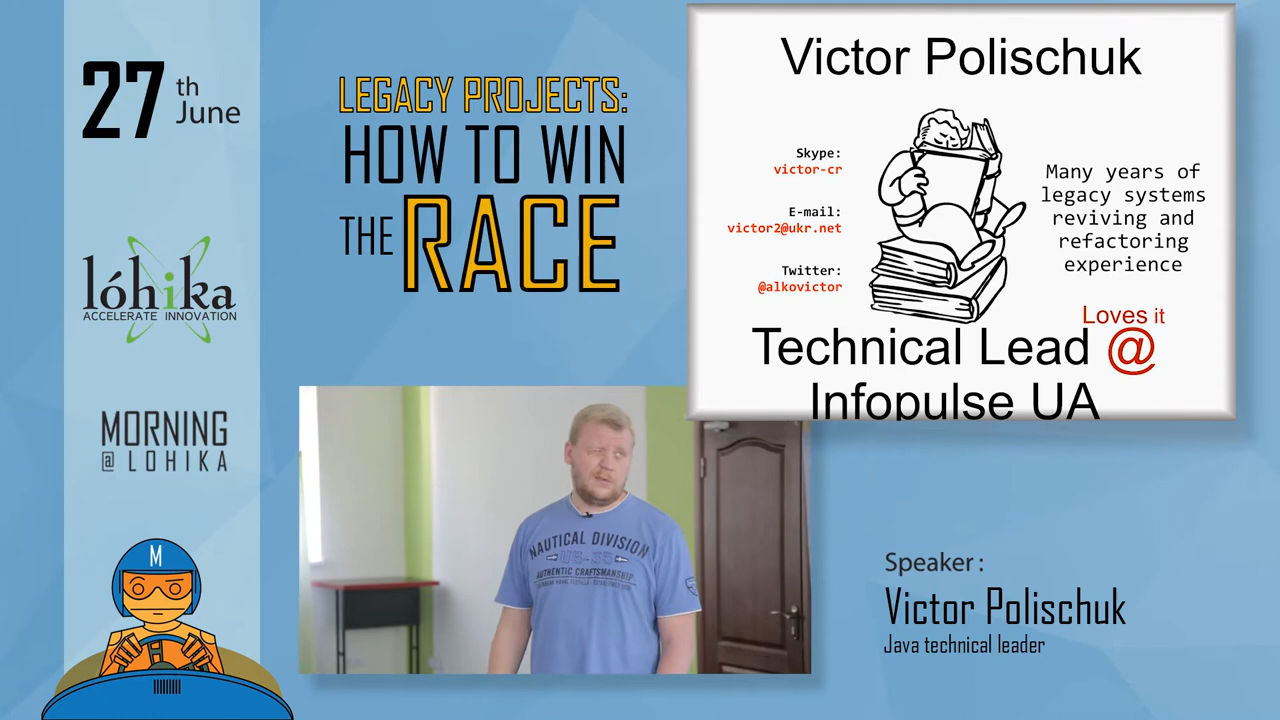 27
th
June
lóhika
ACCELERATE INNOVATION
MORNING
@ LOHIKA
M
LEGACY PROJECTS:
HOW TO WIN
THE RACE
Victor Polischuk
Skype:
victor-cr
E-mail:
victor2@ukr.net
Twitter:
@alkovictor
Many years of
legacy systems
reviving and
refactoring
experience
Loves it
Technical Lead @
Infopulse UA
NAUTICAL DIVISION
AUTHENTIC CRAFTSMANSHIP
Speaker :
Victor Polischuk
Java technical leader